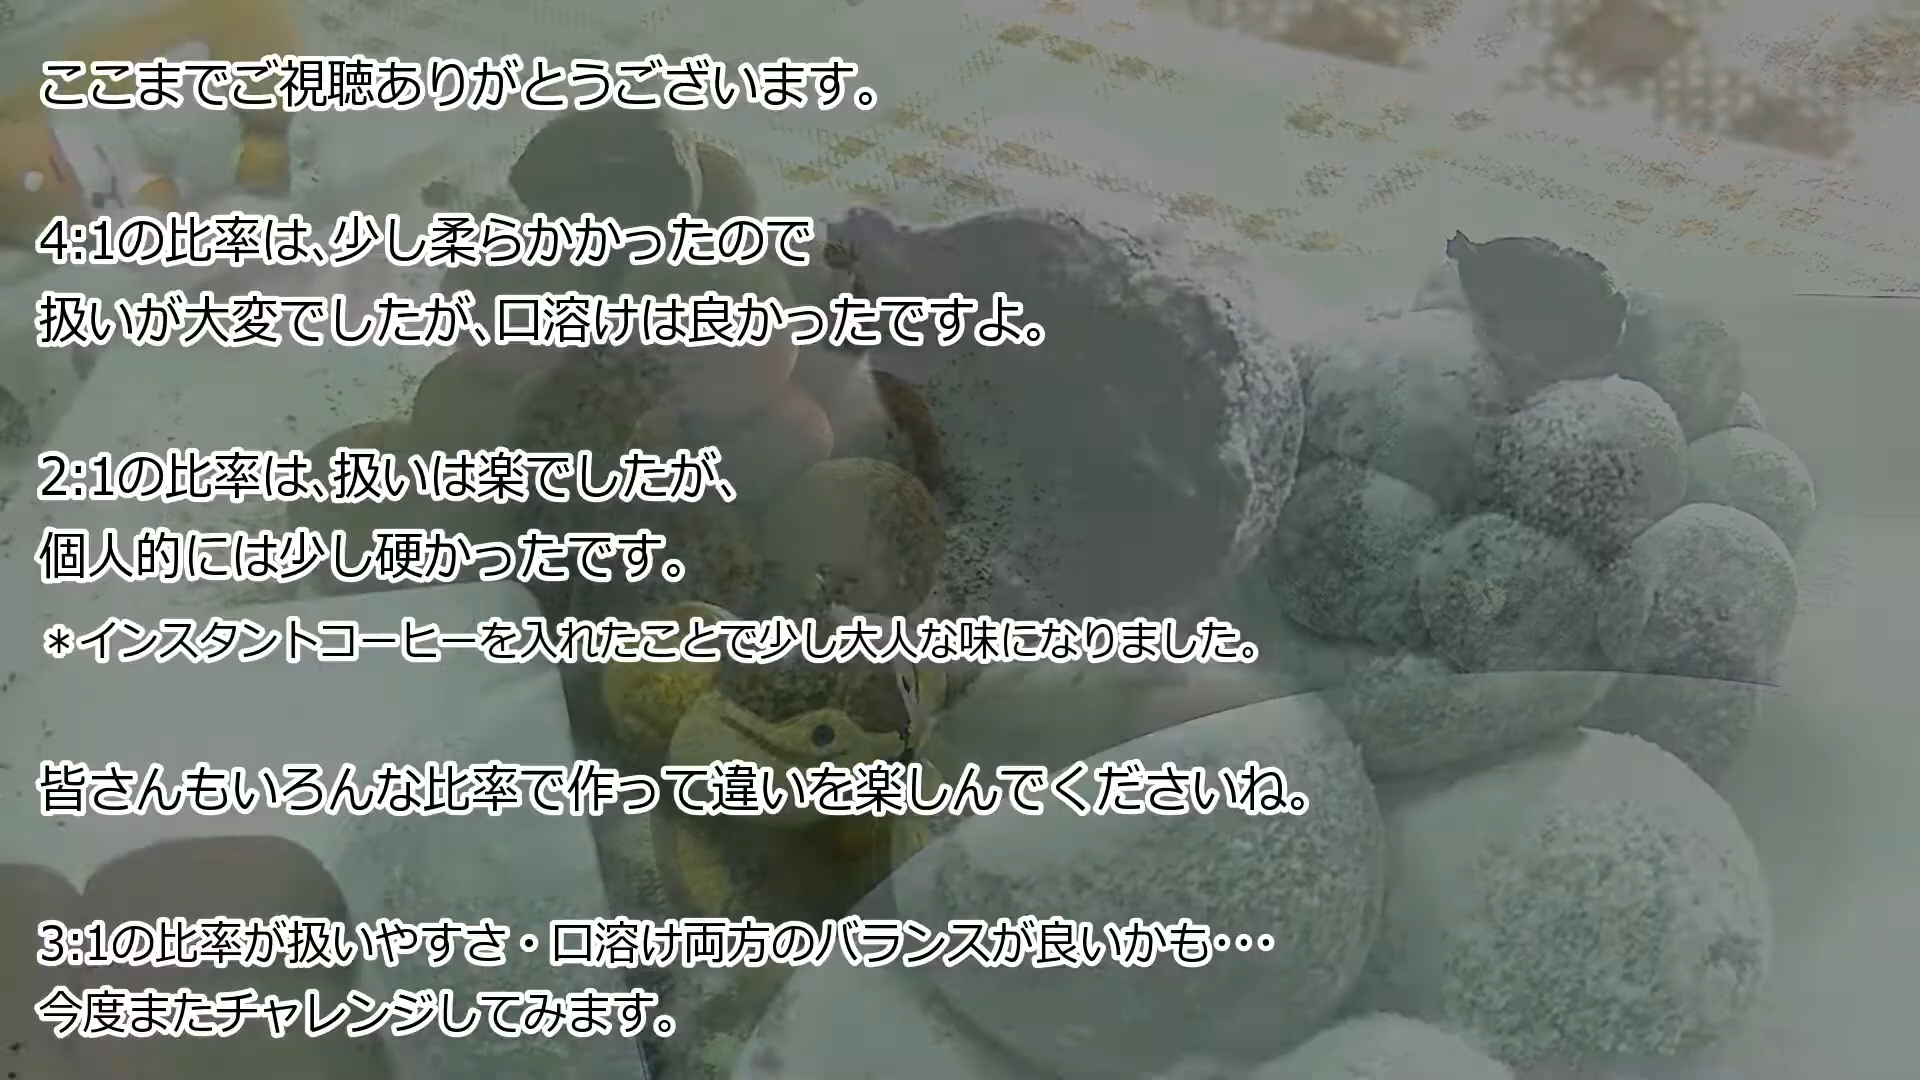 ここまでご視聴ありがとうございます。
4:1の比率は、少し柔らかかったので
扱いが大変でしたが、口溶けは良かったですよ。
2:1の比率は、扱いは楽でしたが、
個人的には少し硬かったです。
＊インスタントコーヒーを入れたことで少し大人な味になりました。
皆さんもいろんな比率で作って違いを楽しんでくださいね。
3:1の比率が扱いやすさ・口溶け両方のバランスが良いかも･･･
今度またチャレンジしてみます。